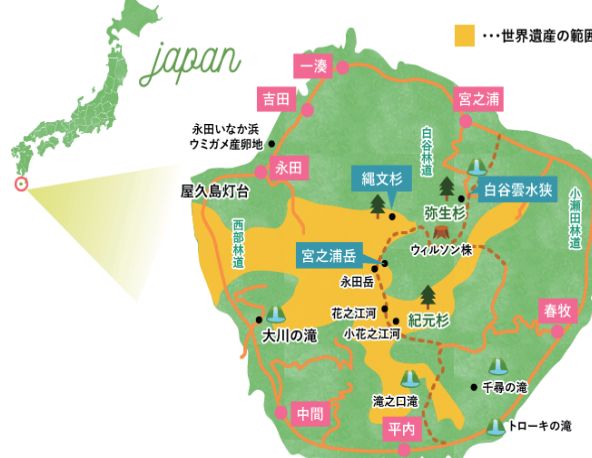 japan
･･･世界遺産の範囲
一湊
吉田
宮之浦
永田いなか浜
ウミガメ産卵地
永田
白谷林道
縄文杉
白谷雲水狭
弥生杉
屋久島灯台
小瀬田林道
西部林道
ウィルソン株
宮之浦岳
永田岳
花之江河
小花之江河
紀元杉
春牧
大川の滝
滝之口滝
千尋の滝
中間
平内
トローキの滝